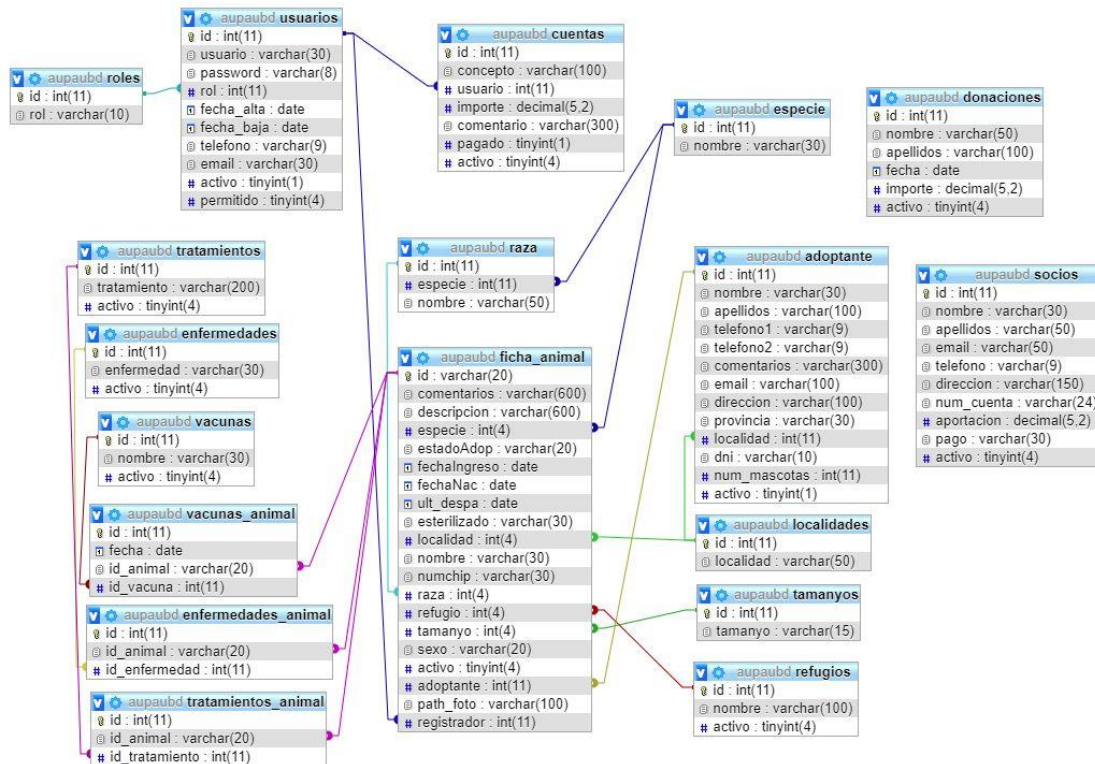 aupaubd usuarios
id : int(11)
usuario : varchar(30)
password : varchar(8)
rol : int(11)
fecha_alta : date
fecha_baja : date
telefono : varchar(9)
email : varchar(30)
activo : tinyint(1)
permitido : tinyint(4)
aupaubd cuentas
id : int(11)
concepto : varchar(100)
usuario : int(11)
importe : decimal(5,2)
comentario : varchar(300)
pagado : tinyint(1)
activo : tinyint(4)
aupaubd roles
id : int(11)
rol : varchar(10)
aupaubd especie
id : int(11)
nombre : varchar(30)
aupaubd donaciones
id : int(11)
nombre : varchar(50)
apellidos : varchar(100)
fecha : date
importe : decimal(5,2)
activo : tinyint(4)
aupaubd tratamientos
id : int(11)
tratamiento : varchar(200)
activo : tinyint(4)
aupaubd raza
id : int(11)
especie : int(11)
nombre : varchar(50)
aupaubd adoptante
id : int(11)
nombre : varchar(30)
apellidos : varchar(100)
telefono1 : varchar(9)
telefono2 : varchar(9)
comentarios : varchar(300)
email : varchar(100)
direccion : varchar(100)
provincia : varchar(30)
localidad : int(11)
dni : varchar(10)
num_mascotas : int(11)
activo : tinyint(1)
aupaubd socios
id : int(11)
nombre : varchar(30)
apellidos : varchar(50)
email : varchar(50)
telefono : varchar(9)
direccion : varchar(150)
num_cuenta : varchar(24)
aportacion : decimal(5,2)
pago : varchar(30)
activo : tinyint(4)
aupaubd enfermedades
id : int(11)
enfermedad : varchar(30)
activo : tinyint(4)
aupaubd ficha_animal
id : varchar(20)
comentarios : varchar(600)
descripcion : varchar(600)
especie : int(4)
estadoAdop : varchar(20)
fechaIngreso : date
fechaNac : date
ult_despa : date
esterilizado : varchar(30)
localidad : int(4)
nombre : varchar(30)
numchip : varchar(30)
raza : int(4)
refugio : int(4)
tamanyo : int(4)
sexo : varchar(20)
activo : tinyint(4)
adoptante : int(11)
path_foto : varchar(100)
registrador : int(11)
aupaubd vacunas
id : int(11)
nombre : varchar(30)
activo : tinyint(4)
aupaubd vacunas_animal
id : int(11)
fecha : date
id_animal : varchar(20)
id_vacuna : int(11)
aupaubd localidades
id : int(11)
localidad : varchar(50)
aupaubd tamanyos
id : int(11)
tamanyo : varchar(15)
aupaubd enfermedades_animal
id : int(11)
id_animal : varchar(20)
id_enfermedad : int(11)
aupaubd refugios
id : int(11)
nombre : varchar(100)
activo : tinyint(4)
aupaubd tratamientos_animal
id : int(11)
id_animal : varchar(20)
id_tratamiento : int(11)